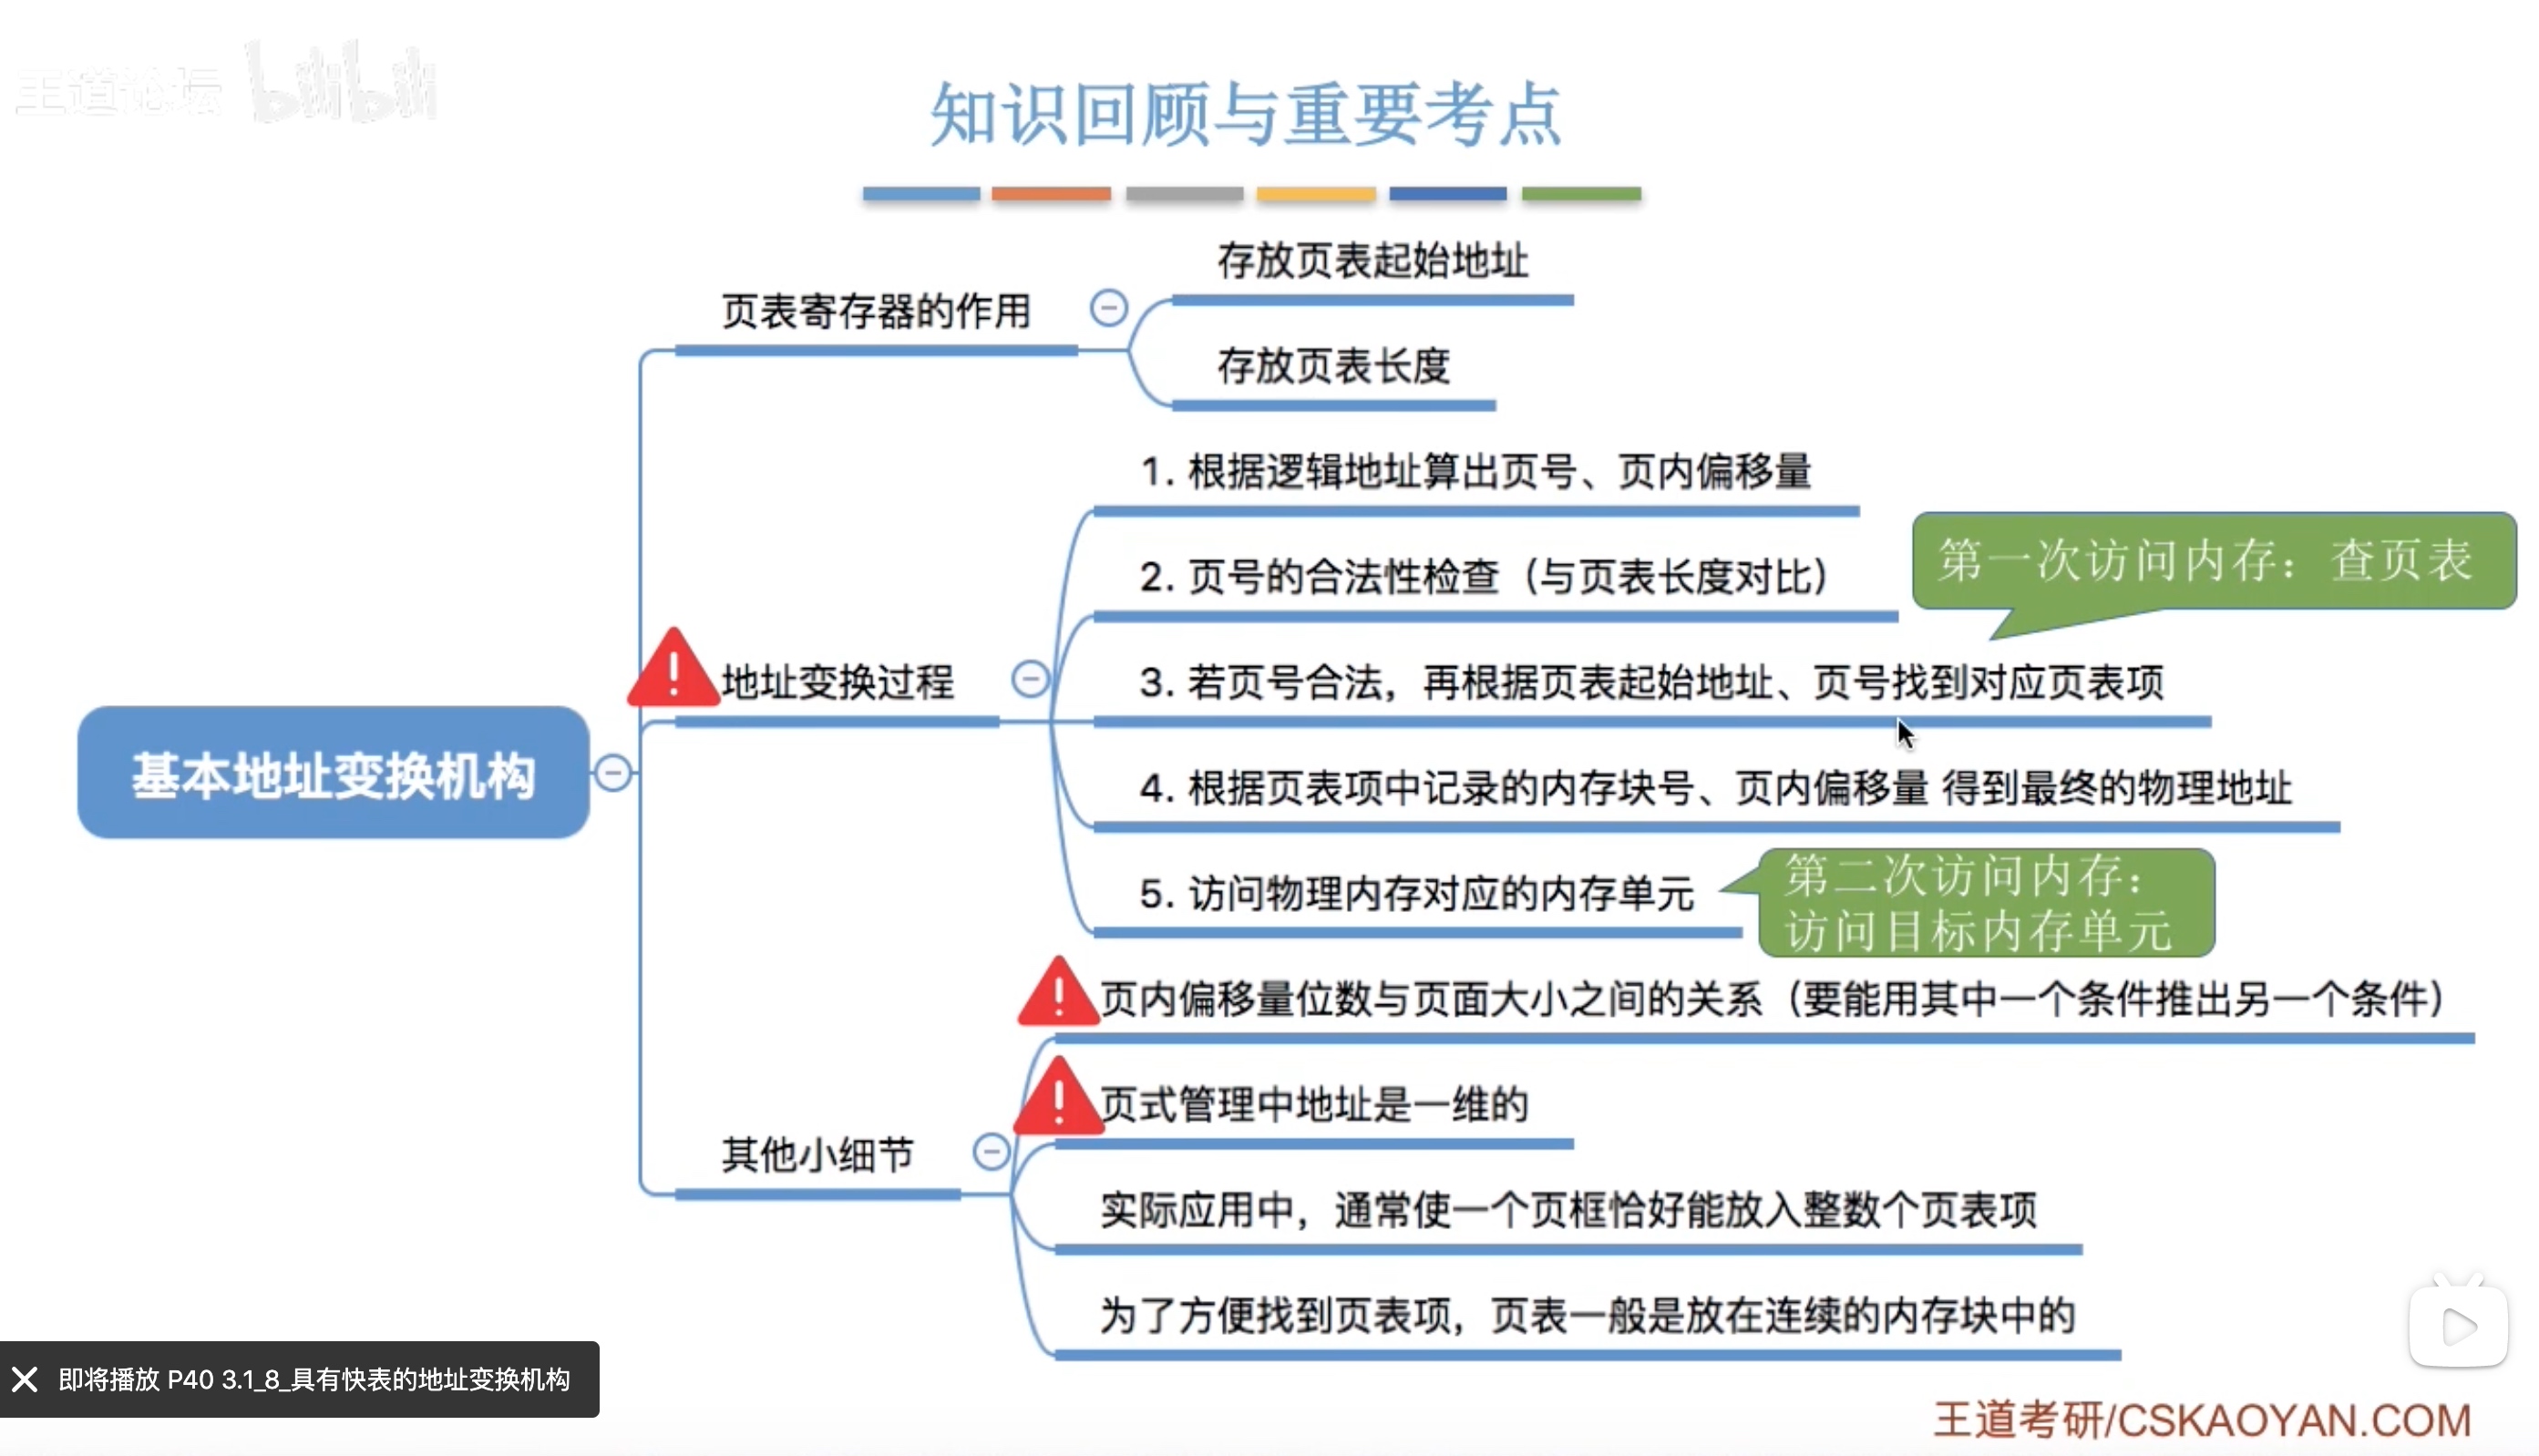 王道论坛 bilibili
知识回顾与重要考点
基本地址变换机构
页表寄存器的作用
存放页表起始地址
存放页表长度
地址变换过程
1. 根据逻辑地址算出页号、页内偏移量
2. 页号的合法性检查（与页表长度对比）
第一次访问内存：查页表
3. 若页号合法，再根据页表起始地址、页号找到对应页表项
4. 根据页表项中记录的内存块号、页内偏移量 得到最终的物理地址
5. 访问物理内存对应的内存单元
第二次访问内存：
访问目标内存单元
其他小细节
页内偏移量位数与页面大小之间的关系（要能用其中一个条件推出另一个条件）
页式管理中地址是一维的
实际应用中，通常使一个页框恰好能放入整数个页表项
为了方便找到页表项，页表一般是放在连续的内存块中的
即将播放 P40 3.1_8_具有快表的地址变换机构
王道考研/CSKAOYAN.COM